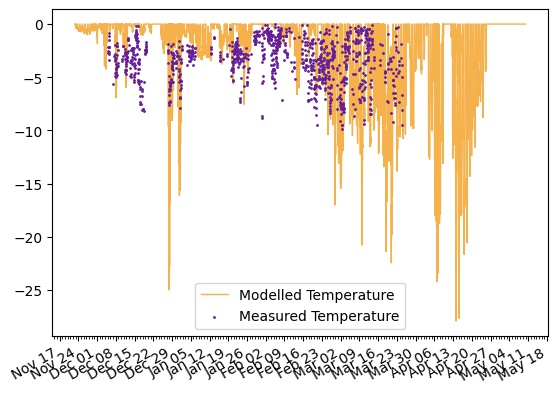 0
−5
−10
−15
−20
−25
Modelled Temperature
Measured Temperature
Nov 17
Nov 24
Dec 01
Dec 08
Dec 15
Dec 22
Dec 29
Jan 05
Jan 12
Jan 19
Jan 26
Feb 02
Feb 09
Feb 16
Feb 23
Mar 02
Mar 09
Mar 16
Mar 23
Mar 30
Apr 06
Apr 13
Apr 20
Apr 27
May 04
May 11
May 18